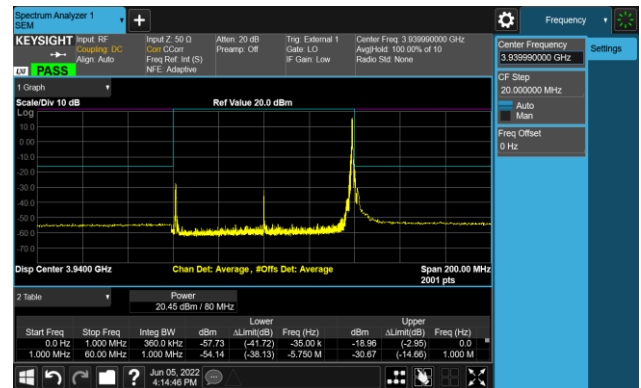 Spectrum Analyzer 1
SEM
Frequency
KEYSIGHT
Input: RF
Coupling: DC
Align: Auto
Input Z: 50 Ω
Corr CCorr
Freq Ref: Int (S)
NFE: Adaptive
Atten: 20 dB
Preamp: Off
Trig: External 1
Gate: LO
IF Gain: Low
Center Freq: 3.939990000 GHz
Avg|Hold: 100.00% of 10
Radio Std: None
LXI PASS
Center Frequency
3.939990000 GHz
Settings
CF Step
20.000000 MHz
Auto
Man
Freq Offset
0 Hz
1 Graph
Scale/Div 10 dB
Ref Value 20.0 dBm
Log
10.0
0.00
-10.0
-20.0
-30.0
-40.0
-50.0
-60.0
-70.0
Disp Center 3.9400 GHz
Chan Det: Average , #Offs Det: Average
Span 200.00 MHz
2001 pts
2 Table
Power
20.45 dBm / 80 MHz
Lower Upper
Start Freq Stop Freq Integ BW dBm ΔLimit(dB) Freq (Hz) dBm ΔLimit(dB) Freq (Hz)
0.0 Hz 1.000 MHz 360.0 kHz -57.73 (-41.72) -35.00 k -18.96 (-2.95) 0.0
1.000 MHz 60.00 MHz 1.000 MHz -54.14 (-38.13) -5.750 M -30.67 (-14.66) 1.000 M
Jun 05, 2022
4:14:46 PM